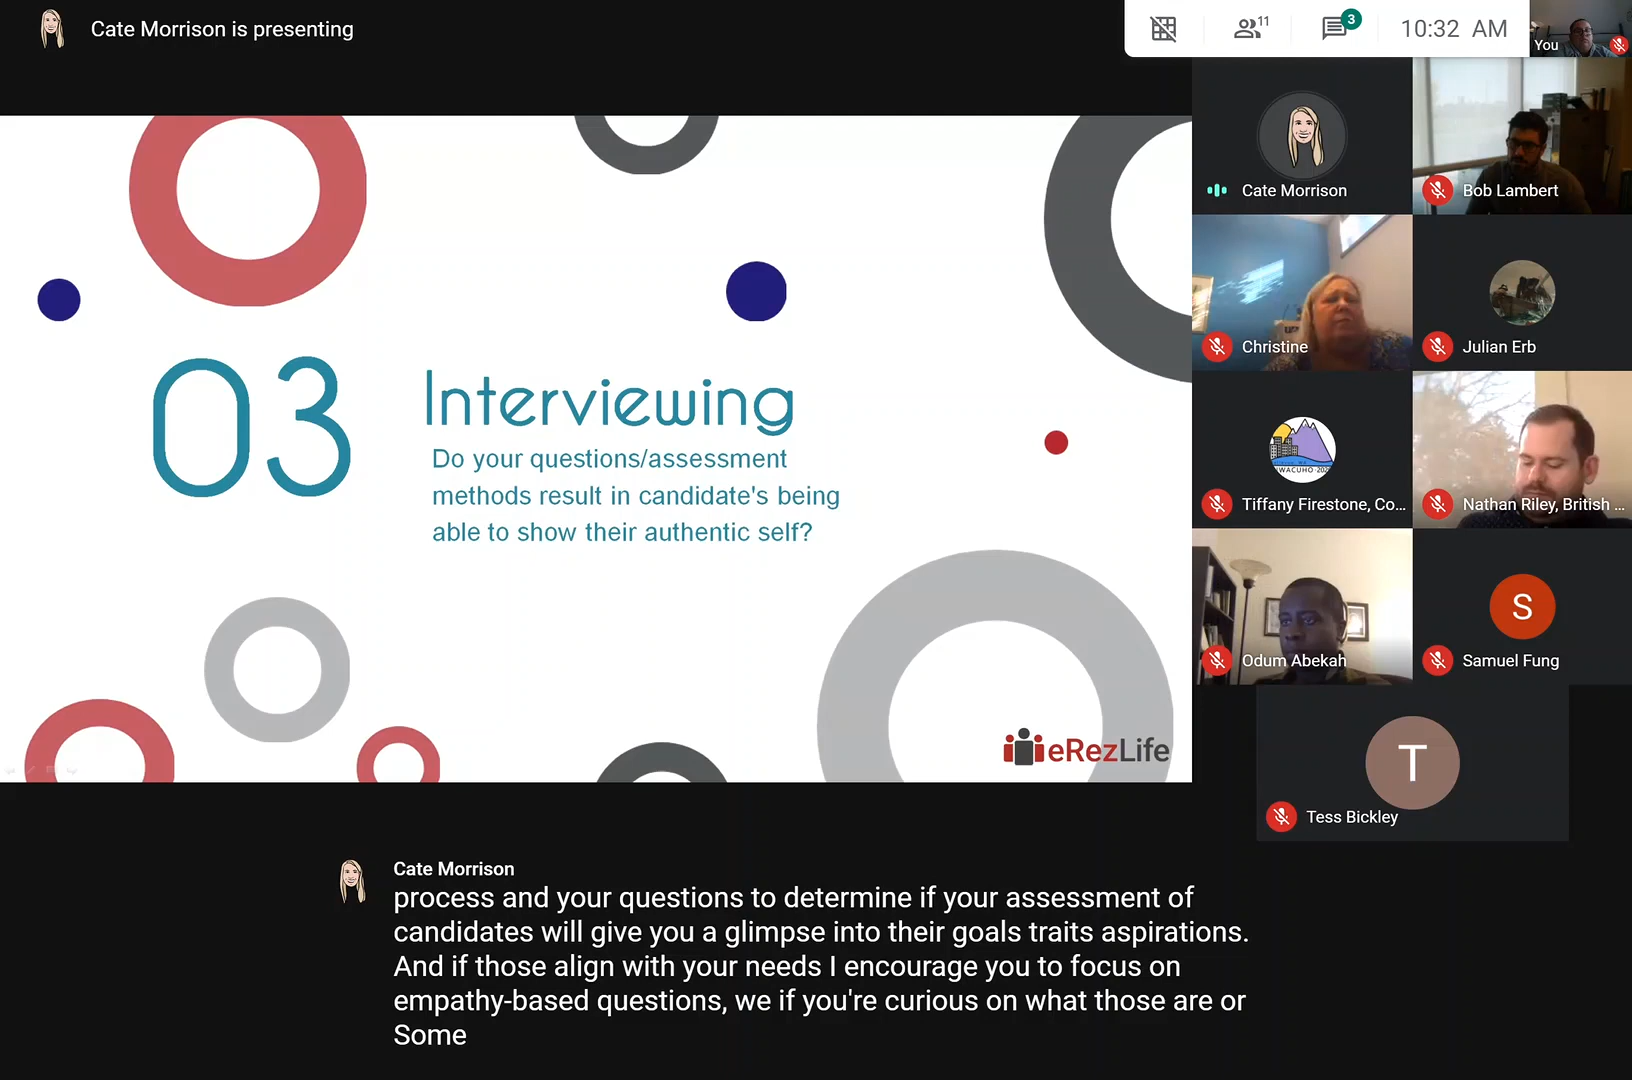 Cate Morrison is presenting
11
3
10:32 AM
You
Cate Morrison
Bob Lambert
Christine
Julian Erb
Tiffany Firestone, Co...
Nathan Riley, British ...
Odum Abekah
S
Samuel Fung
T
Tess Bickley
03
Interviewing
Do your questions/assessment
methods result in candidate's being
able to show their authentic self?
eRezLife
Cate Morrison
process and your questions to determine if your assessment of
candidates will give you a glimpse into their goals traits aspirations.
And if those align with your needs I encourage you to focus on
empathy-based questions, we if you're curious on what those are or
Some